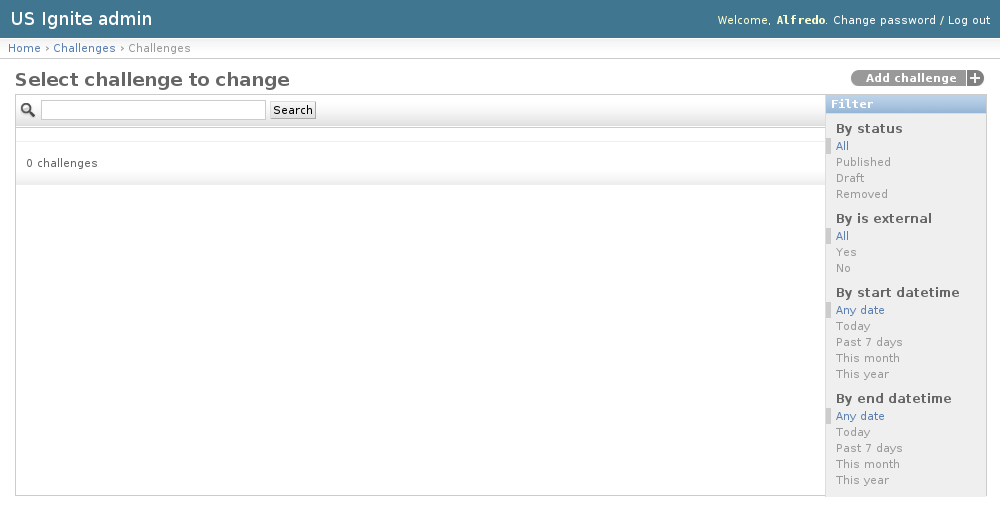 US Ignite admin
Welcome, Alfredo. Change password / Log out
Home › Challenges › Challenges
Select challenge to change
Add challenge +
Search
0 challenges
Filter
By status
All
Published
Draft
Removed
By is external
All
Yes
No
By start datetime
Any date
Today
Past 7 days
This month
This year
By end datetime
Any date
Today
Past 7 days
This month
This year